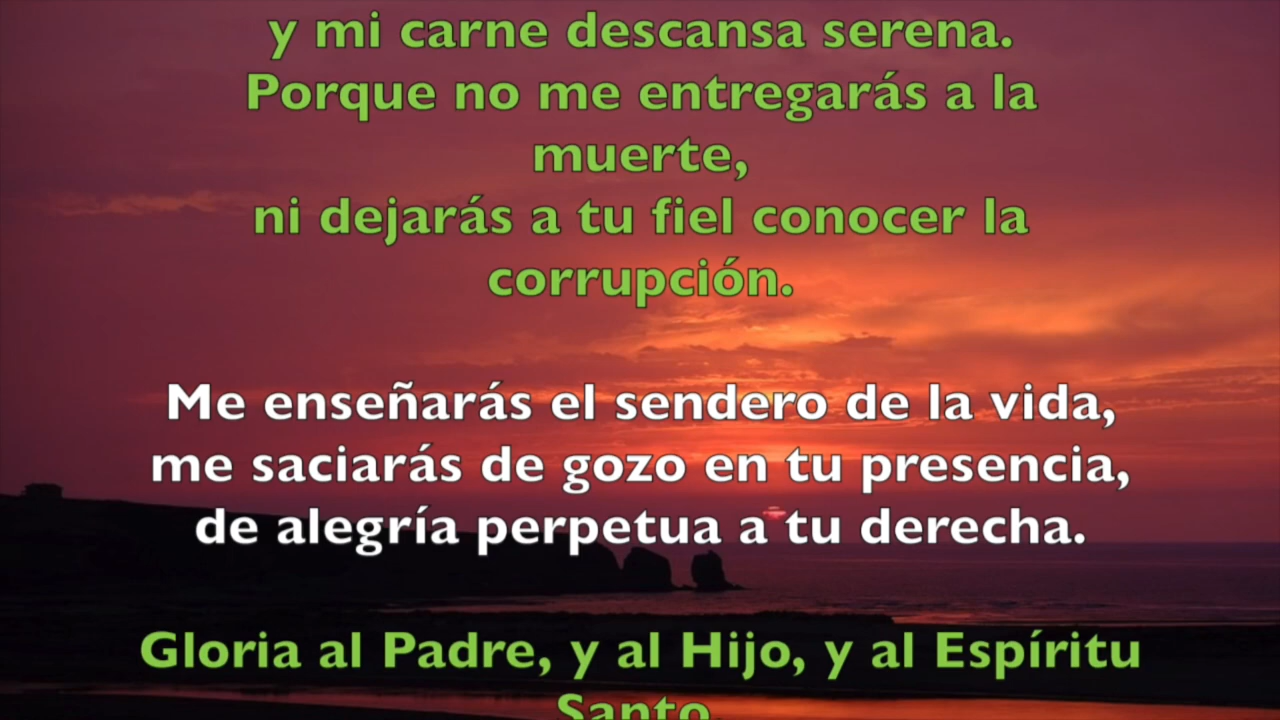 y mi carne descansa serena.
Porque no me entregarás a la
muerte,
ni dejarás a tu fiel conocer la
corrupción.
Me enseñarás el sendero de la vida,
me saciarás de gozo en tu presencia,
de alegría perpetua a tu derecha.
Gloria al Padre, y al Hijo, y al Espíritu
Santo.